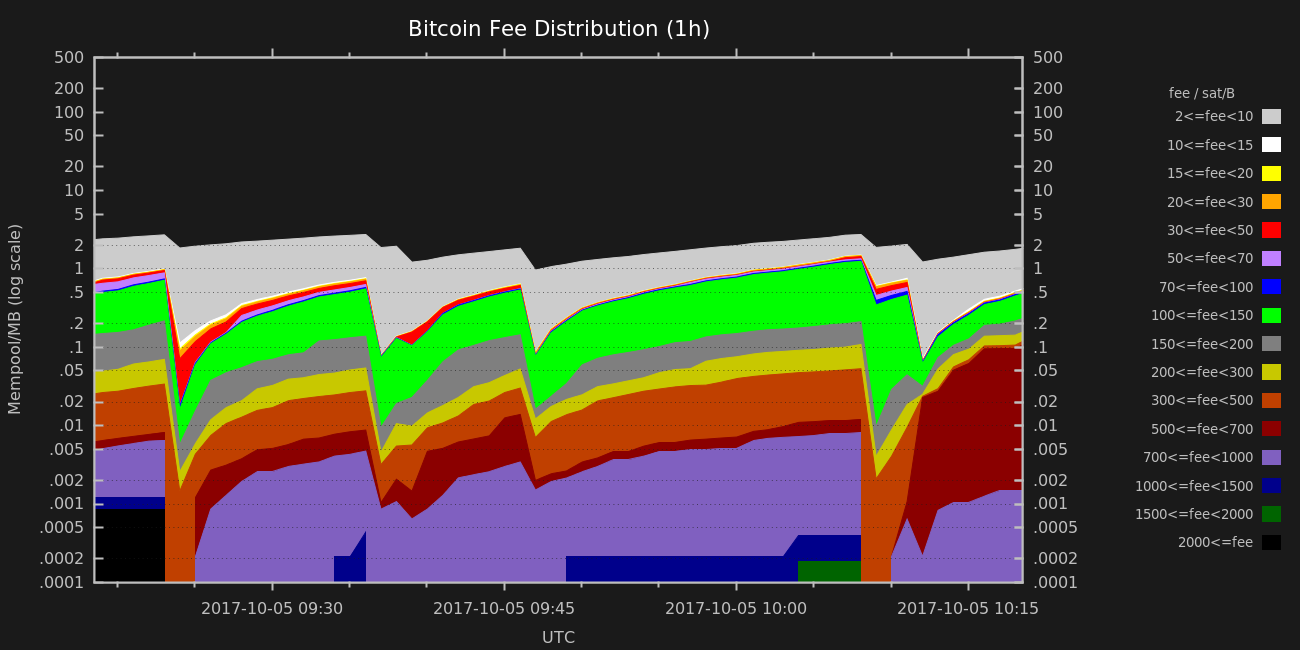 Bitcoin Fee Distribution (1h)
500
200
100
50
20
10
5
2
1
.5
.2
.1
.05
.02
.01
.005
.002
.001
.0005
.0002
.0001
Mempool/MB (log scale)
500
200
100
50
20
10
5
2
1
.5
.2
.1
.05
.02
.01
.005
.002
.001
.0005
.0002
.0001
2017-10-05 09:30
2017-10-05 09:45
2017-10-05 10:00
2017-10-05 10:15
UTC
fee / sat/B
2<=fee<10
10<=fee<15
15<=fee<20
20<=fee<30
30<=fee<50
50<=fee<70
70<=fee<100
100<=fee<150
150<=fee<200
200<=fee<300
300<=fee<500
500<=fee<700
700<=fee<1000
1000<=fee<1500
1500<=fee<2000
2000<=fee